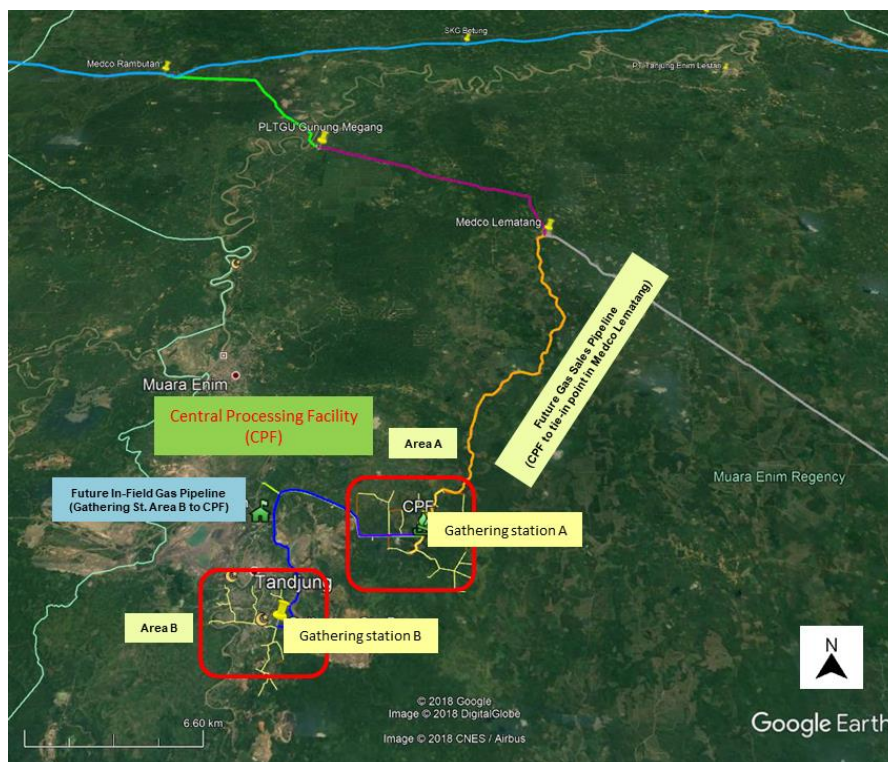 SKG Betung
Medco Rambutan
PT Tanjung Enim Lestari
PLTGU Gunung Megang
Medco Lematang
Future Gas Sales Pipeline
(CPF to tie-in point in Medco Lematang)
Muara Enim
Central Processing Facility
(CPF)
Area A
Muara Enim Regency
Future In-Field Gas Pipeline
(Gathering St. Area B to CPF)
CPF
Gathering station A
Tandjung
Area B
Gathering station B
N
© 2018 Google
Image © 2018 DigitalGlobe
6.60 km
Image © 2018 CNES / Airbus
Google Earth